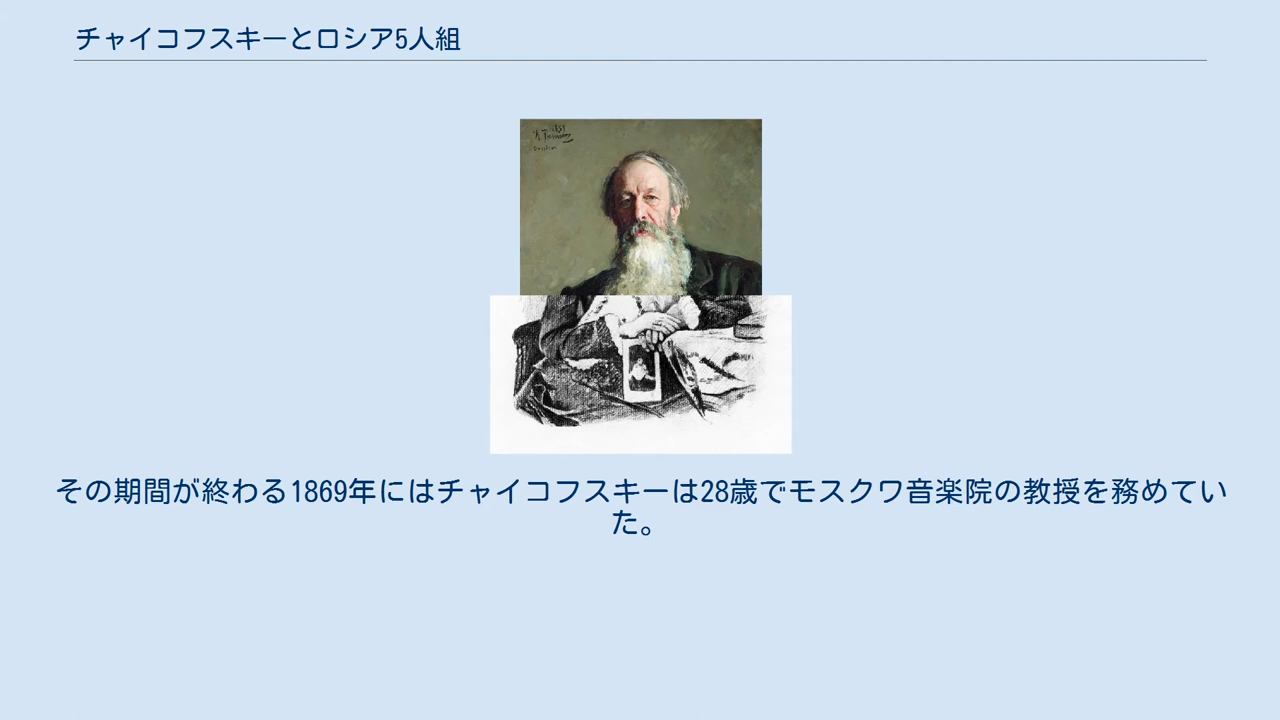 チャイコフスキーとロシア5人組
その期間が終わる1869年にはチャイコフスキーは28歳でモスクワ音楽院の教授を務めてい
た。